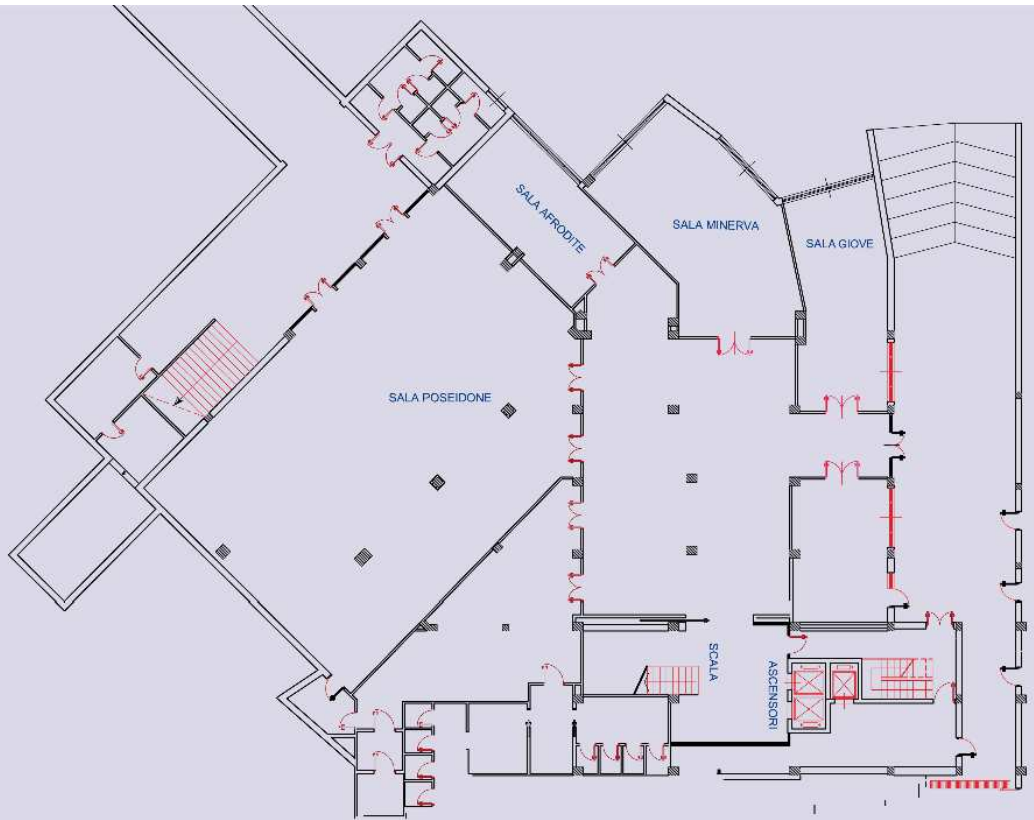 SALA AFRODITE
SALA MINERVA
SALA GIOVE
SALA POSEIDONE
SCALA
ASCENSORI